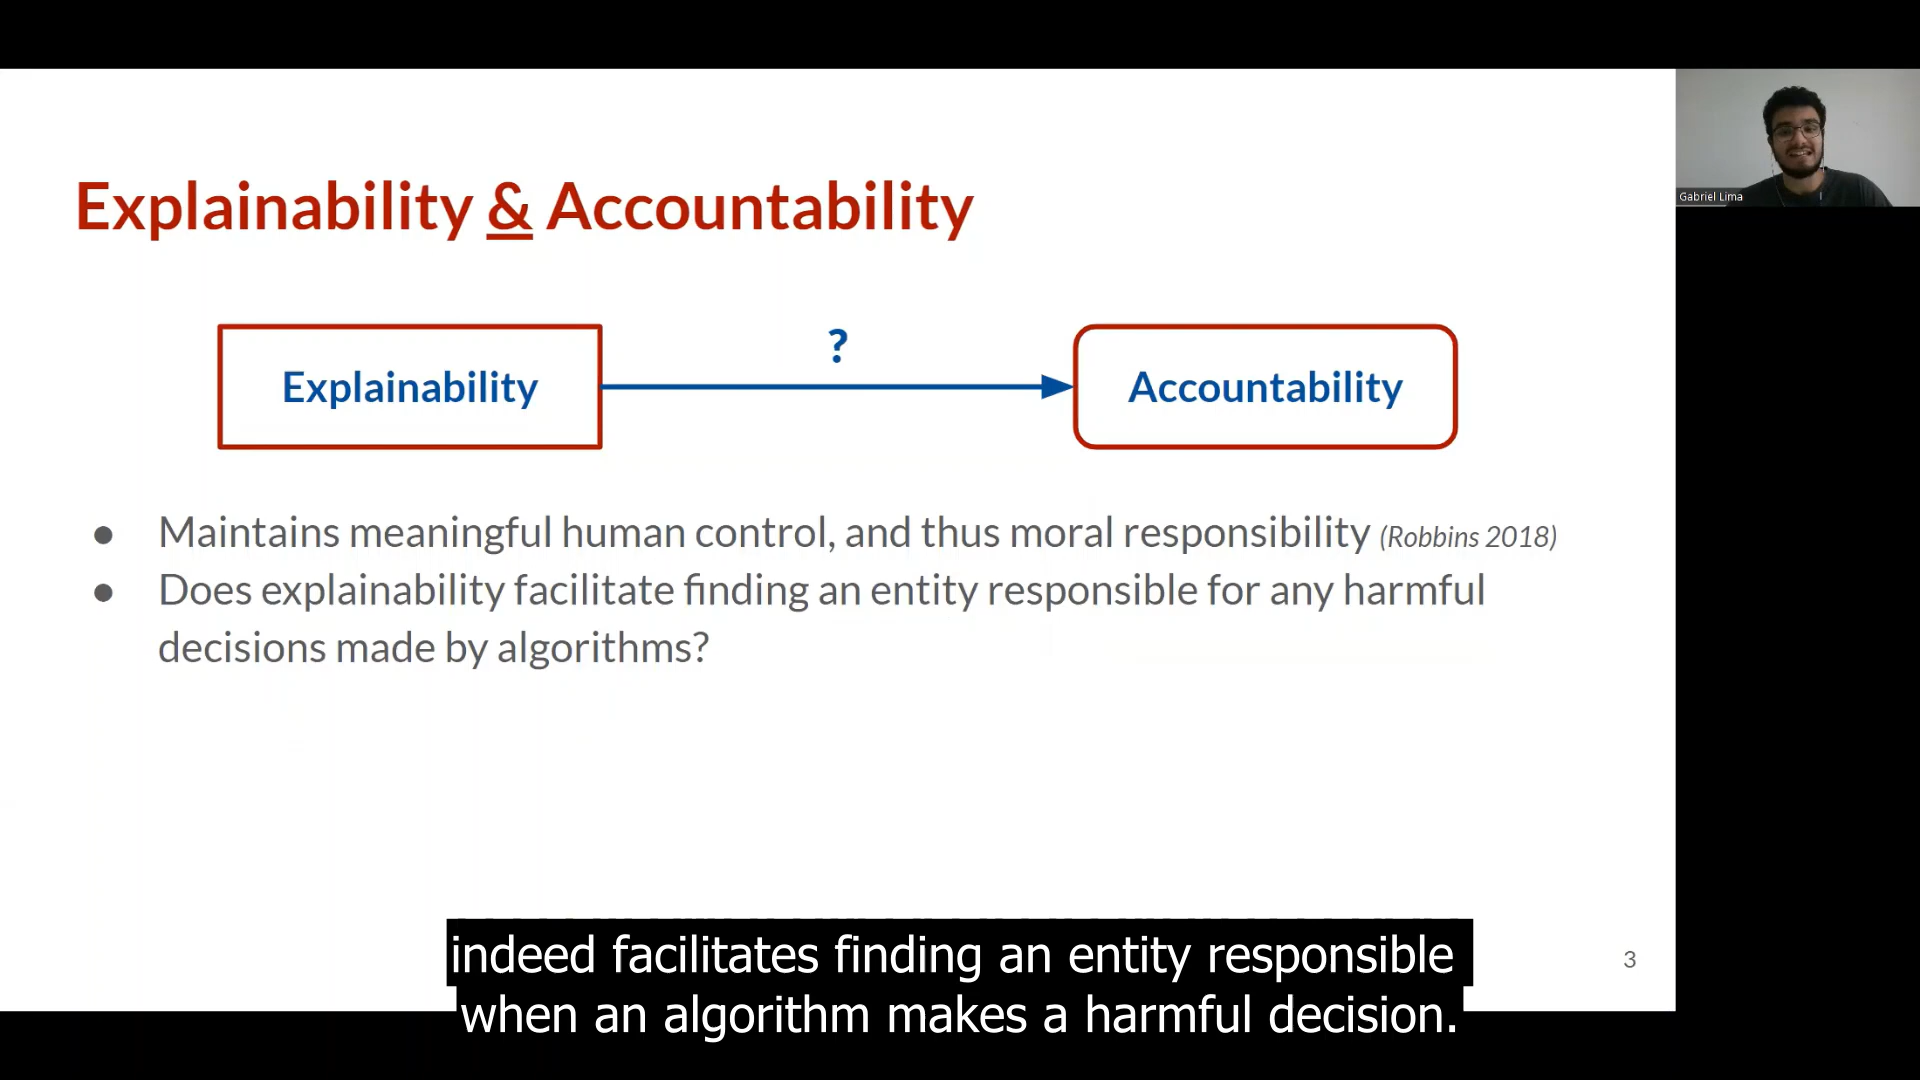 Gabriel Lima
Explainability & Accountability
?
Explainability
Accountability
● Maintains meaningful human control, and thus moral responsibility (Robbins 2018)
● Does explainability facilitate finding an entity responsible for any harmful
decisions made by algorithms?
indeed facilitates finding an entity responsible
when an algorithm makes a harmful decision.
3